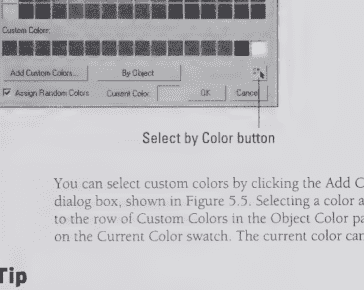 Custom Colors:
Add Custom Colors... By Object
Assign Random Colors Current Color: OK Cancel
Select by Color button
You can select custom colors by clicking the Add C
dialog box, shown in Figure 5.5. Selecting a color a
to the row of Custom Colors in the Object Color pa
on the Current Color swatch. The current color can
Tip